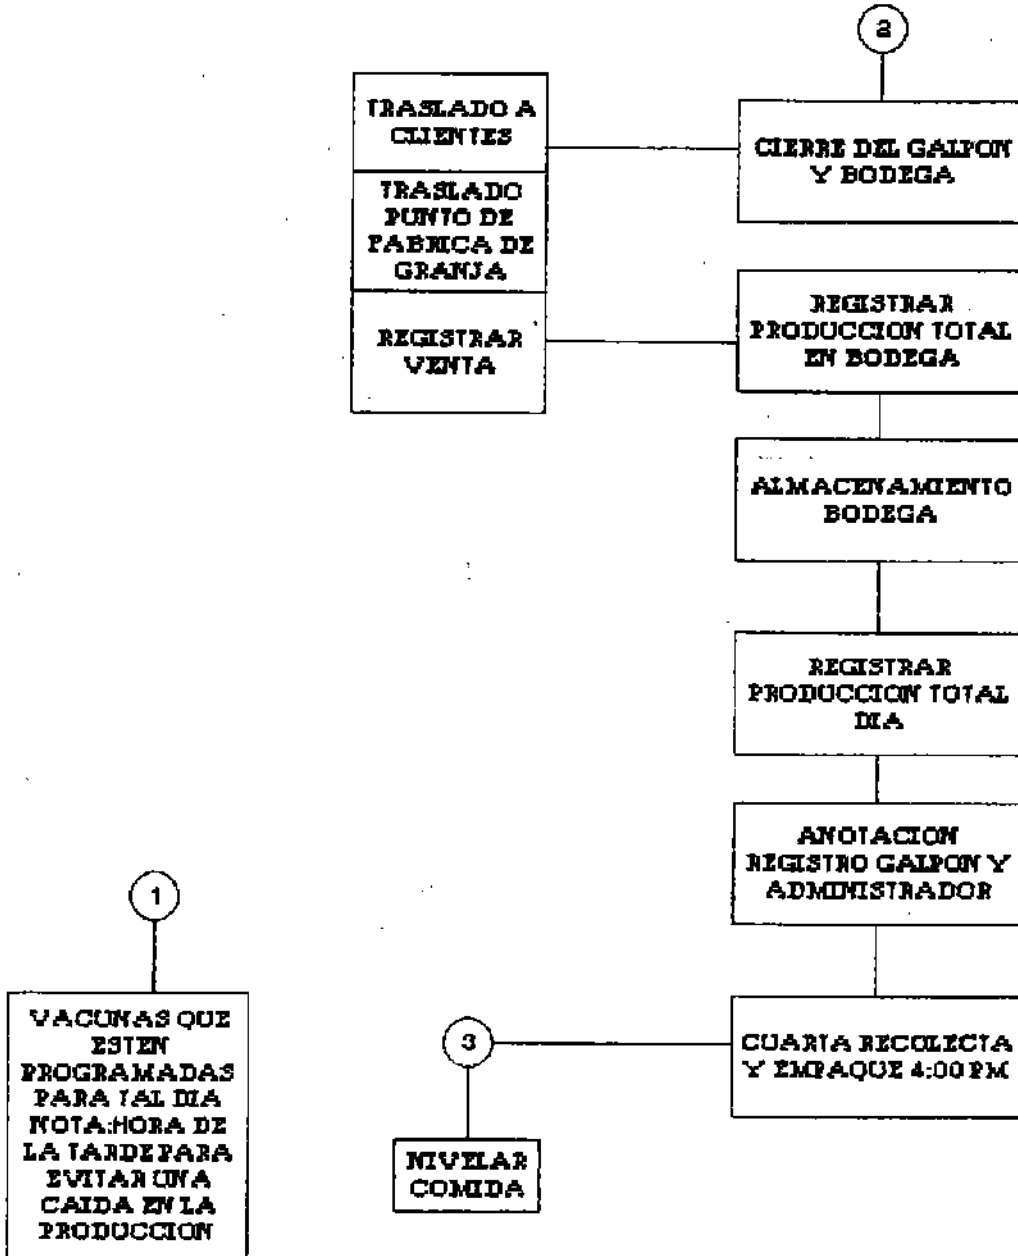 2
TRASLADO A
CLIENTES
TRASLADO
PUNTO DE
FABRICA DE
GRANJA
REGISTRAR
VENTA
CIERRE DEL GALPON
Y BODEGA
REGISTRAR
PRODUCCION TOTAL
EN BODEGA
ALMACENAMIENTO
BODEGA
REGISTRAR
PRODUCCION TOTAL
DIA
ANOTACION
REGISTRO GALPON Y
ADMINISTRADOR
1
VACUNAS QUE
ESTEN
PROGRAMADAS
PARA TAL DIA
NOTA:HORA DE
LA TARDE PARA
EVITAR UNA
CAIDA EN LA
PRODUCCION
3
CUARTA RECOLECTA
Y EMPAQUE 4:00 PM
NIVELAR
COMIDA